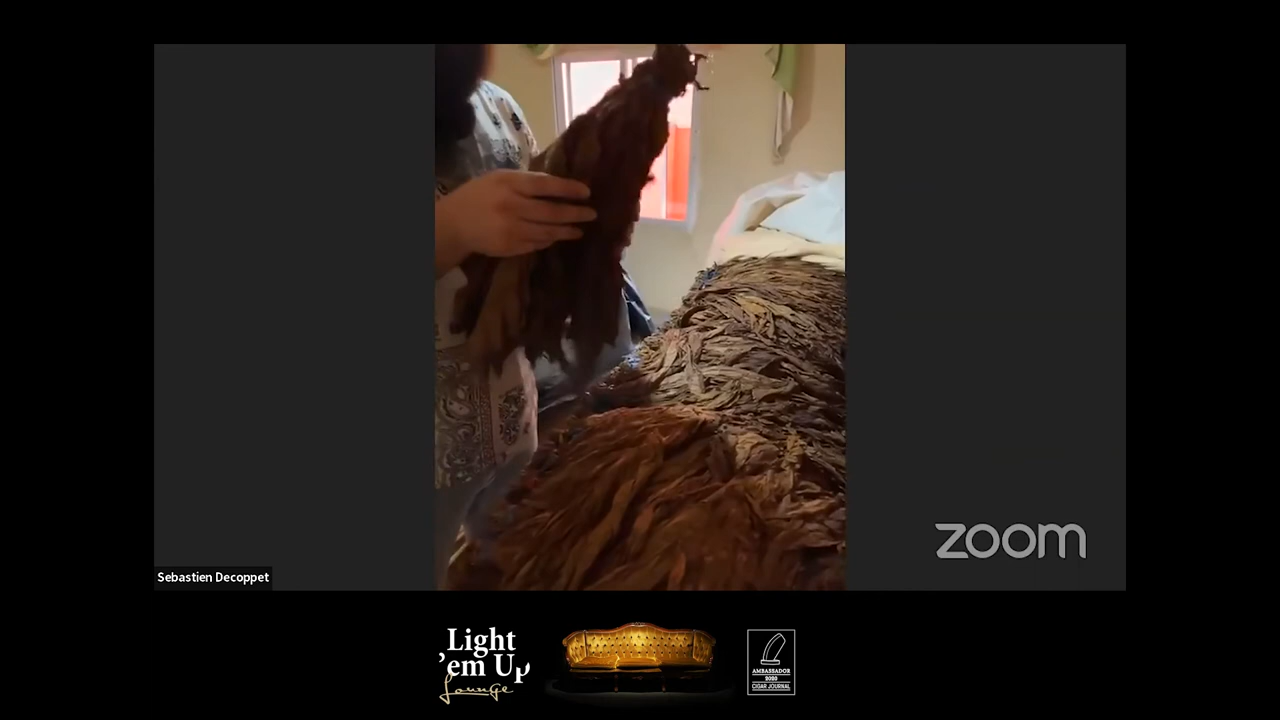 zoom
Sebastien Decoppet
Light
'em Up
Lounge
AMBASSADOR
2020
CIGAR JOURNAL